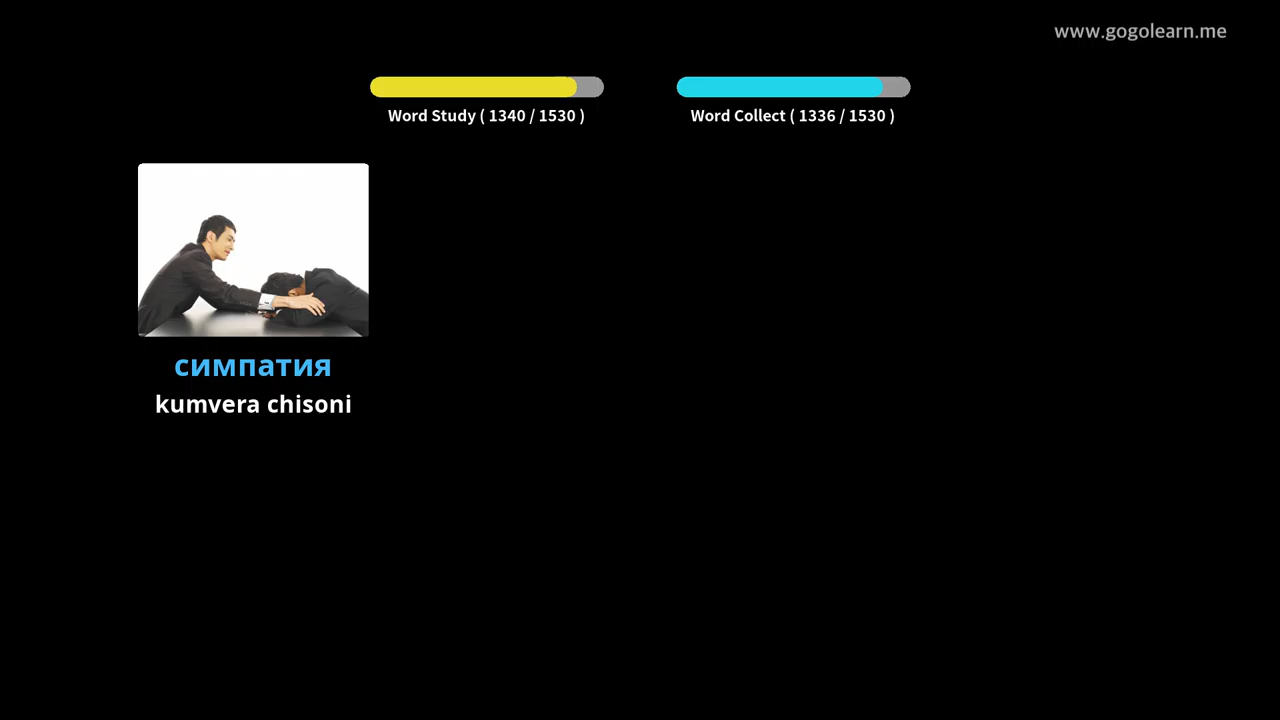 www.gogolearn.me
Word Study ( 1340 / 1530 )
Word Collect ( 1336 / 1530 )
симпатия
kumvera chisoni